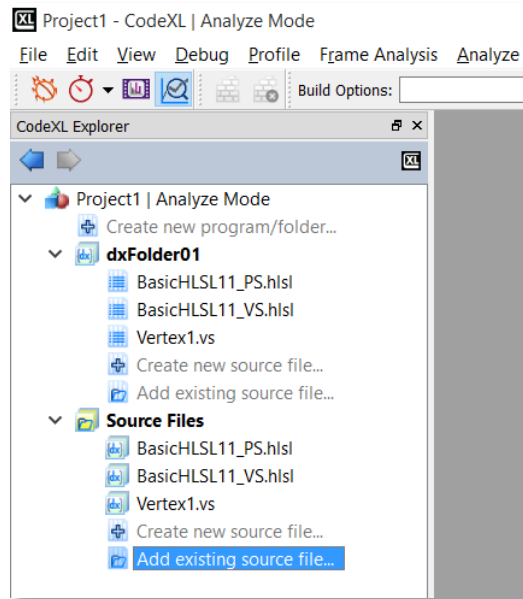 XL Project1 - CodeXL | Analyze Mode
File Edit View Debug Profile Frame Analysis Analyze
Build Options:
CodeXL Explorer
XL
Project1 | Analyze Mode
Create new program/folder...
dxFolder01
BasicHLSL11_PS.hlsl
BasicHLSL11_VS.hlsl
Vertex1.vs
Create new source file...
Add existing source file...
Source Files
BasicHLSL11_PS.hlsl
BasicHLSL11_VS.hlsl
Vertex1.vs
Create new source file...
Add existing source file...